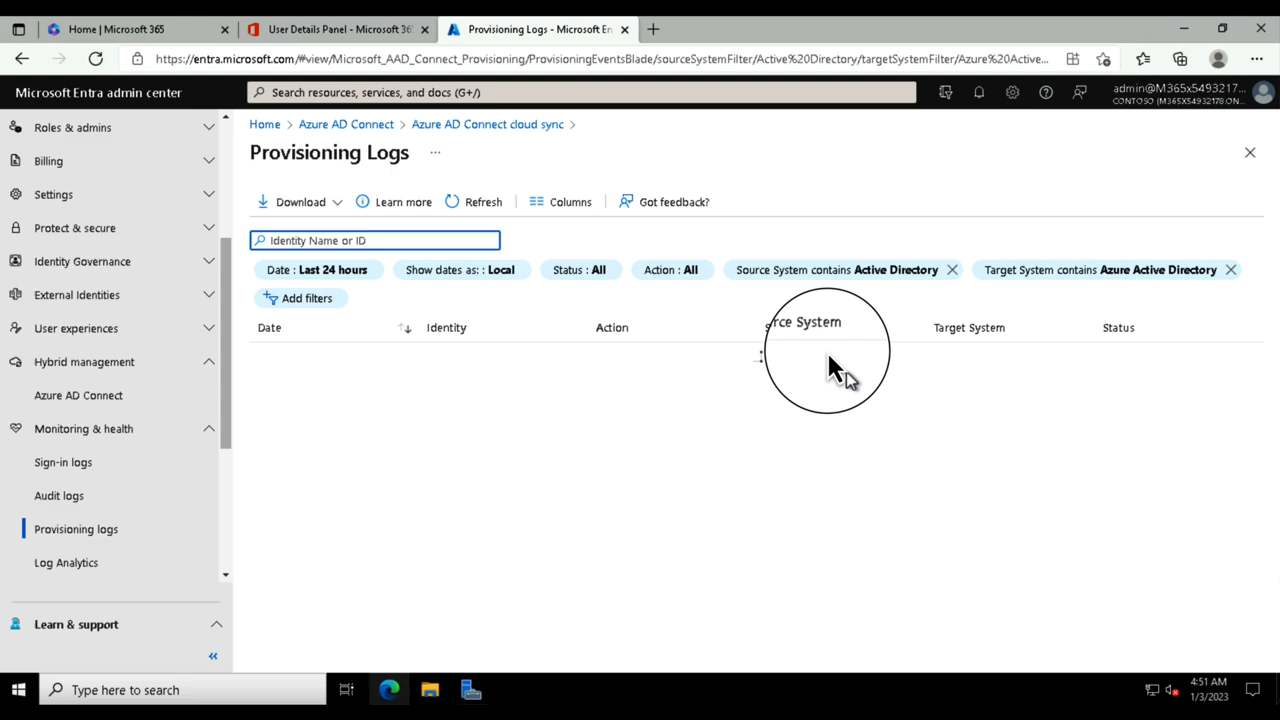 Home | Microsoft 365
User Details Panel - Microsoft 36
Provisioning Logs - Microsoft En
https://entra.microsoft.com/#view/Microsoft_AAD_Connect_Provisioning/ProvisioningEventsBlade/sourceSystemFilter/Active%20Directory/targetSystemFilter/Azure%20Active...
Microsoft Entra admin center
Search resources, services, and docs (G+/)
admin@M365x5493217...
CONTOSO (M365X54932178.ON...
Roles & admins
Billing
Settings
Protect & secure
Identity Governance
External Identities
User experiences
Hybrid management
Azure AD Connect
Monitoring & health
Sign-in logs
Audit logs
Provisioning logs
Log Analytics
Learn & support
Home > Azure AD Connect > Azure AD Connect cloud sync >
Provisioning Logs ...
Download
Learn more
Refresh
Columns
Got feedback?
Identity Name or ID
Date : Last 24 hours
Show dates as: : Local
Status : All
Action : All
Source System contains Active Directory
Target System contains Azure Active Directory
Add filters
Date
Identity
Action
rce System
Target System
Status
Type here to search
4:51 AM
1/3/2023